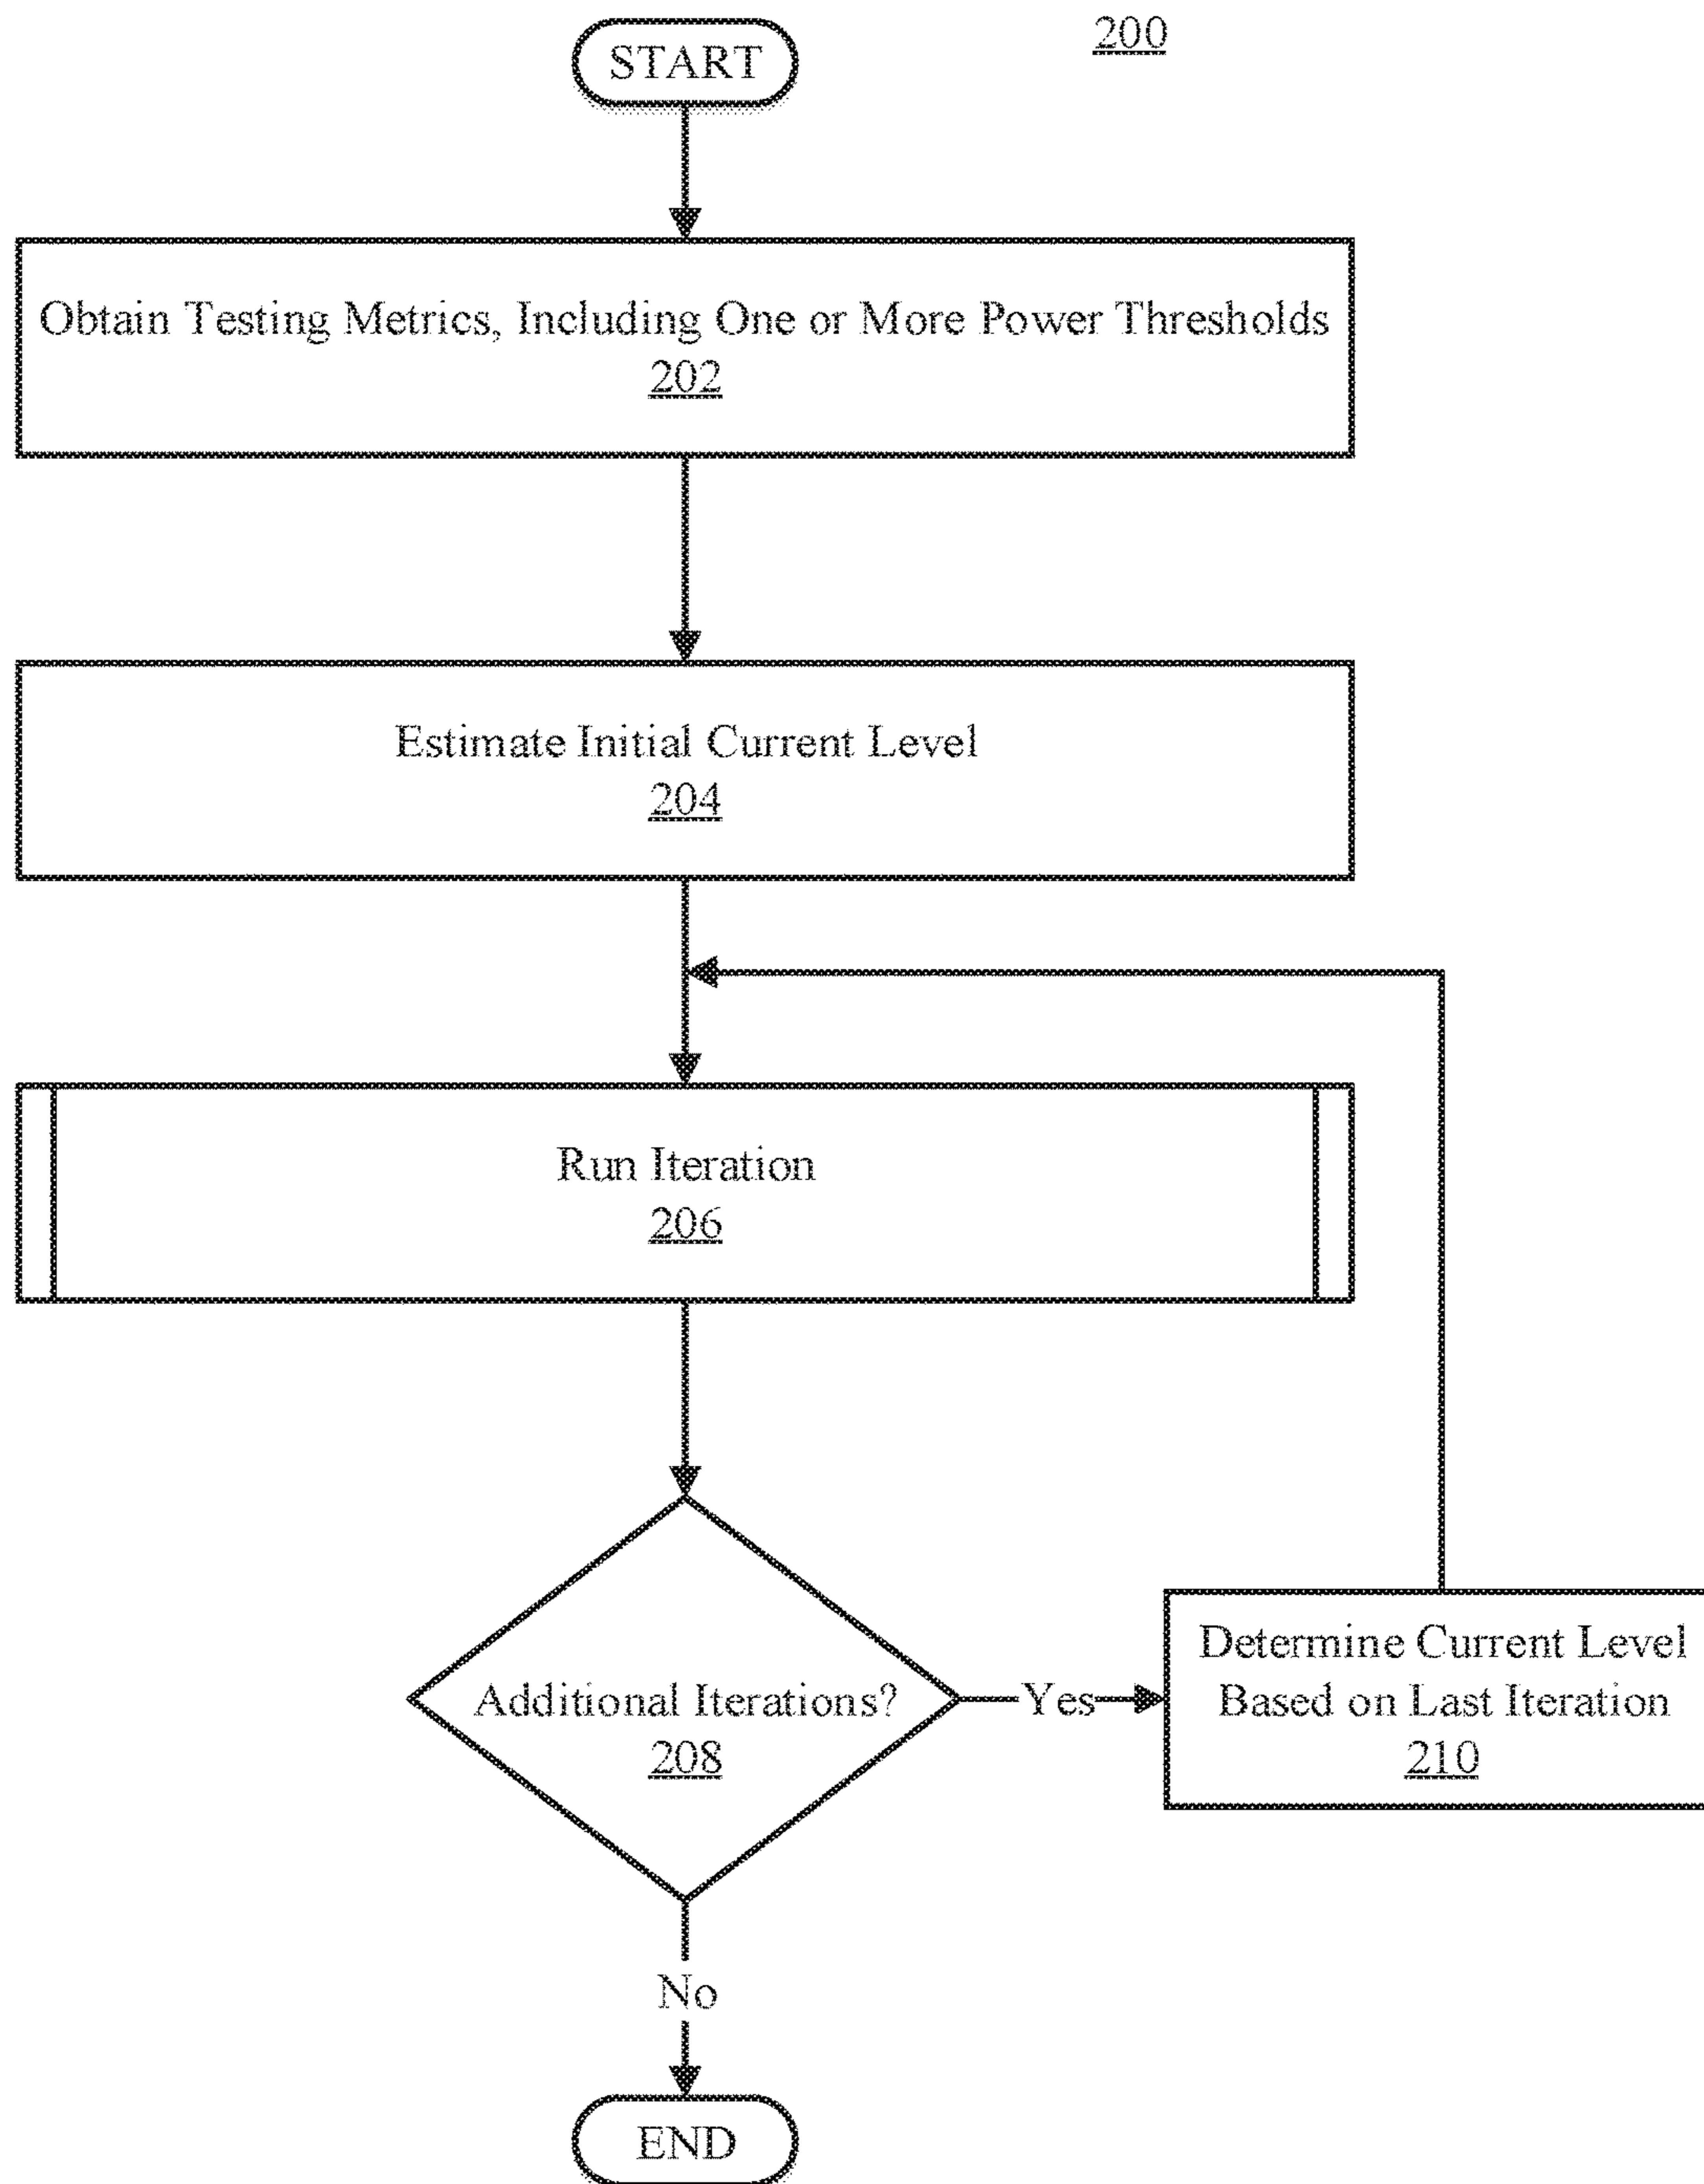 200
START
Obtain Testing Metrics, Including One or More Power Thresholds
202
Estimate Initial Current Level
204
Run Iteration
206
Additional Iterations?
208
Yes
Determine Current Level
Based on Last Iteration
210
No
END